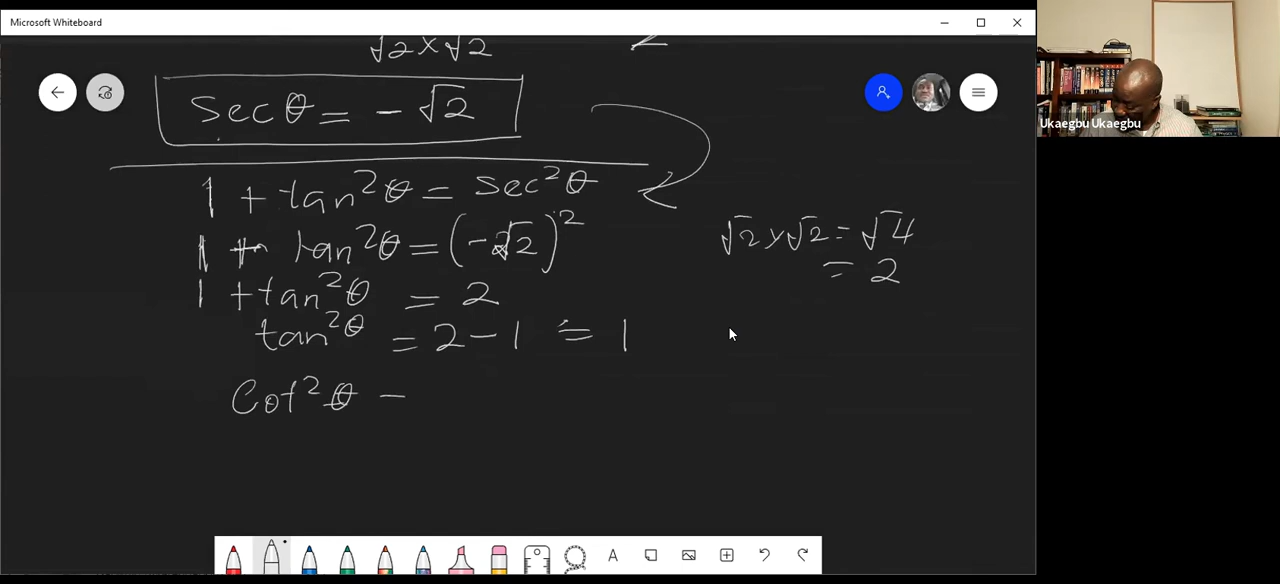 Microsoft Whiteboard
√2 x √2
Secθ = - √2
1 + tan²θ = Sec²θ
1 + tan²θ = (-√2)²
√2 x √2 = √4
= 2
1 + tan²θ = 2
tan²θ = 2 - 1 = 1
Cot²θ -
Ukaegbu Ukaegbu
A